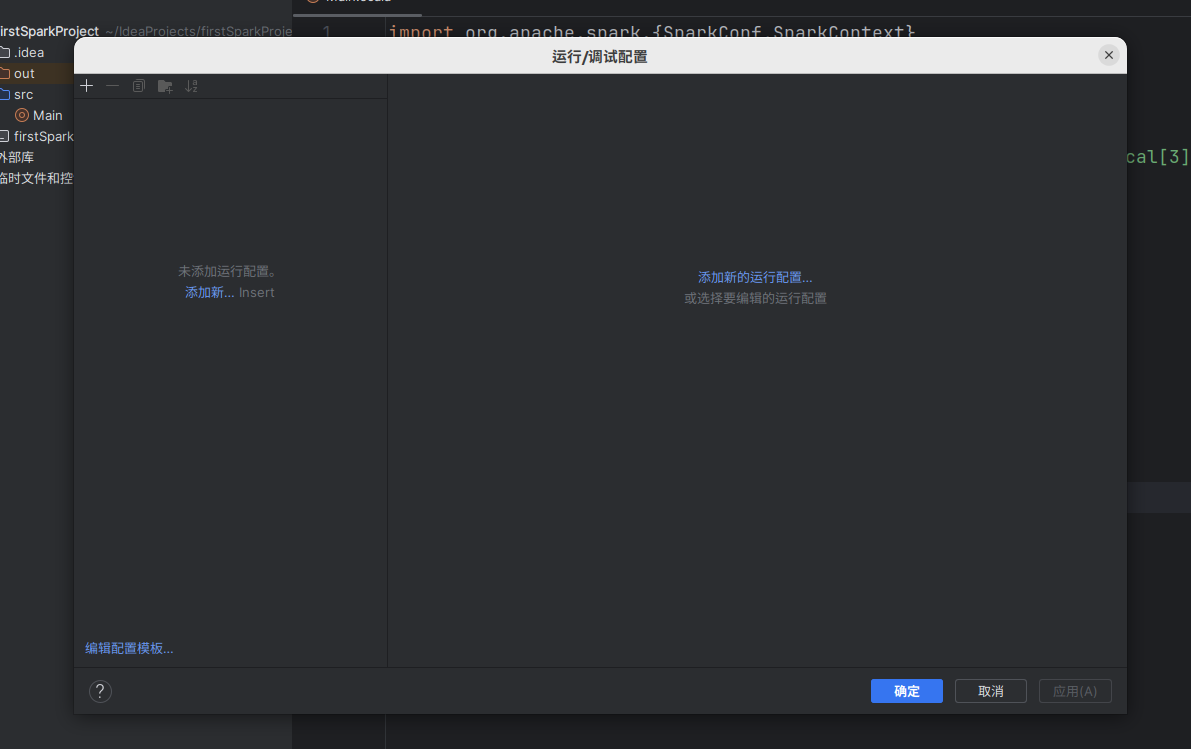 irstSparkProject ~/IdeaProjects/firstSparkProje
1 import org.apache.spark.{SparkConf,SparkContext}
.idea
out
src
Main
firstSpark
外部库
临时文件和控
cal[3]
运行/调试配置
未添加运行配置。
添加新... Insert
添加新的运行配置...
或选择要编辑的运行配置
编辑配置模板...
?
确定
取消
应用(A)